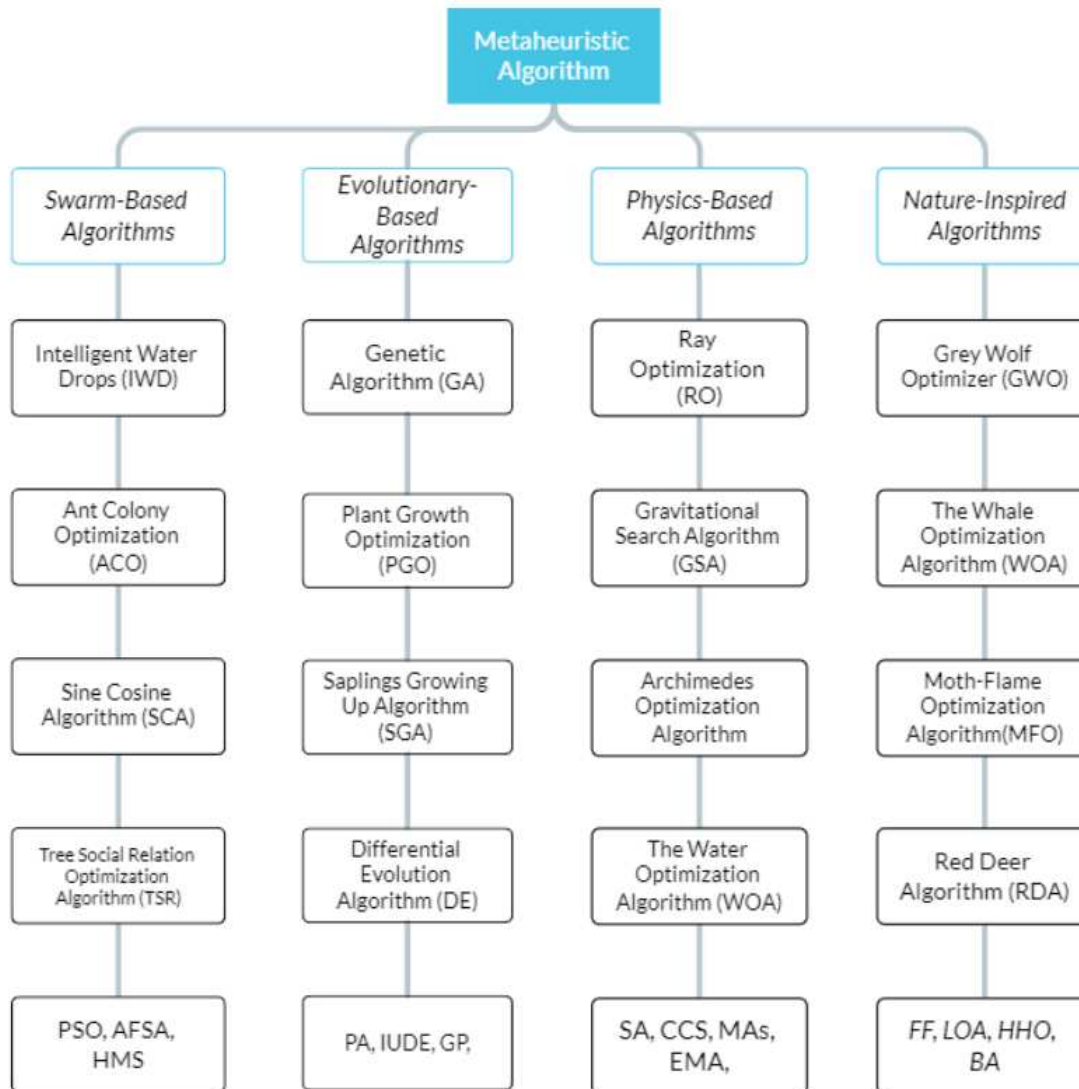 Metaheuristic
Algorithm
Swarm-Based
Algorithms
Evolutionary-
Based
Algorithms
Physics-Based
Algorithms
Nature-Inspired
Algorithms
Intelligent Water
Drops (IWD)
Genetic
Algorithm (GA)
Ray
Optimization
(RO)
Grey Wolf
Optimizer (GWO)
Ant Colony
Optimization
(ACO)
Plant Growth
Optimization
(PGO)
Gravitational
Search Algorithm
(GSA)
The Whale
Optimization
Algorithm (WOA)
Sine Cosine
Algorithm (SCA)
Saplings Growing
Up Algorithm
(SGA)
Archimedes
Optimization
Algorithm
Moth-Flame
Optimization
Algorithm(MFO)
Tree Social Relation
Optimization
Algorithm (TSR)
Differential
Evolution
Algorithm (DE)
The Water
Optimization
Algorithm (WOA)
Red Deer
Algorithm (RDA)
PSO, AFSA,
HMS
PA, IUDE, GP,
SA, CCS, MAs,
EMA,
FF, LOA, HHO,
BA